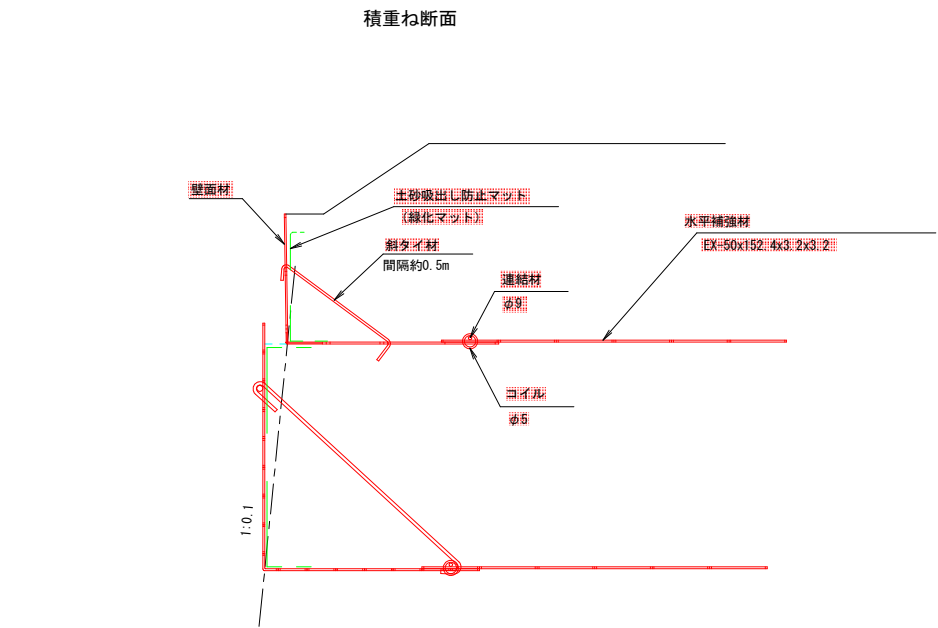 積重ね断面
壁面材
土砂吸出し防止マット
(緑化マット)
斜タイ材
間隔約0.5m
水平補強材
EX-50x152.4x3.2x3.2
連結材
φ9
コイル
φ5
1:0.1